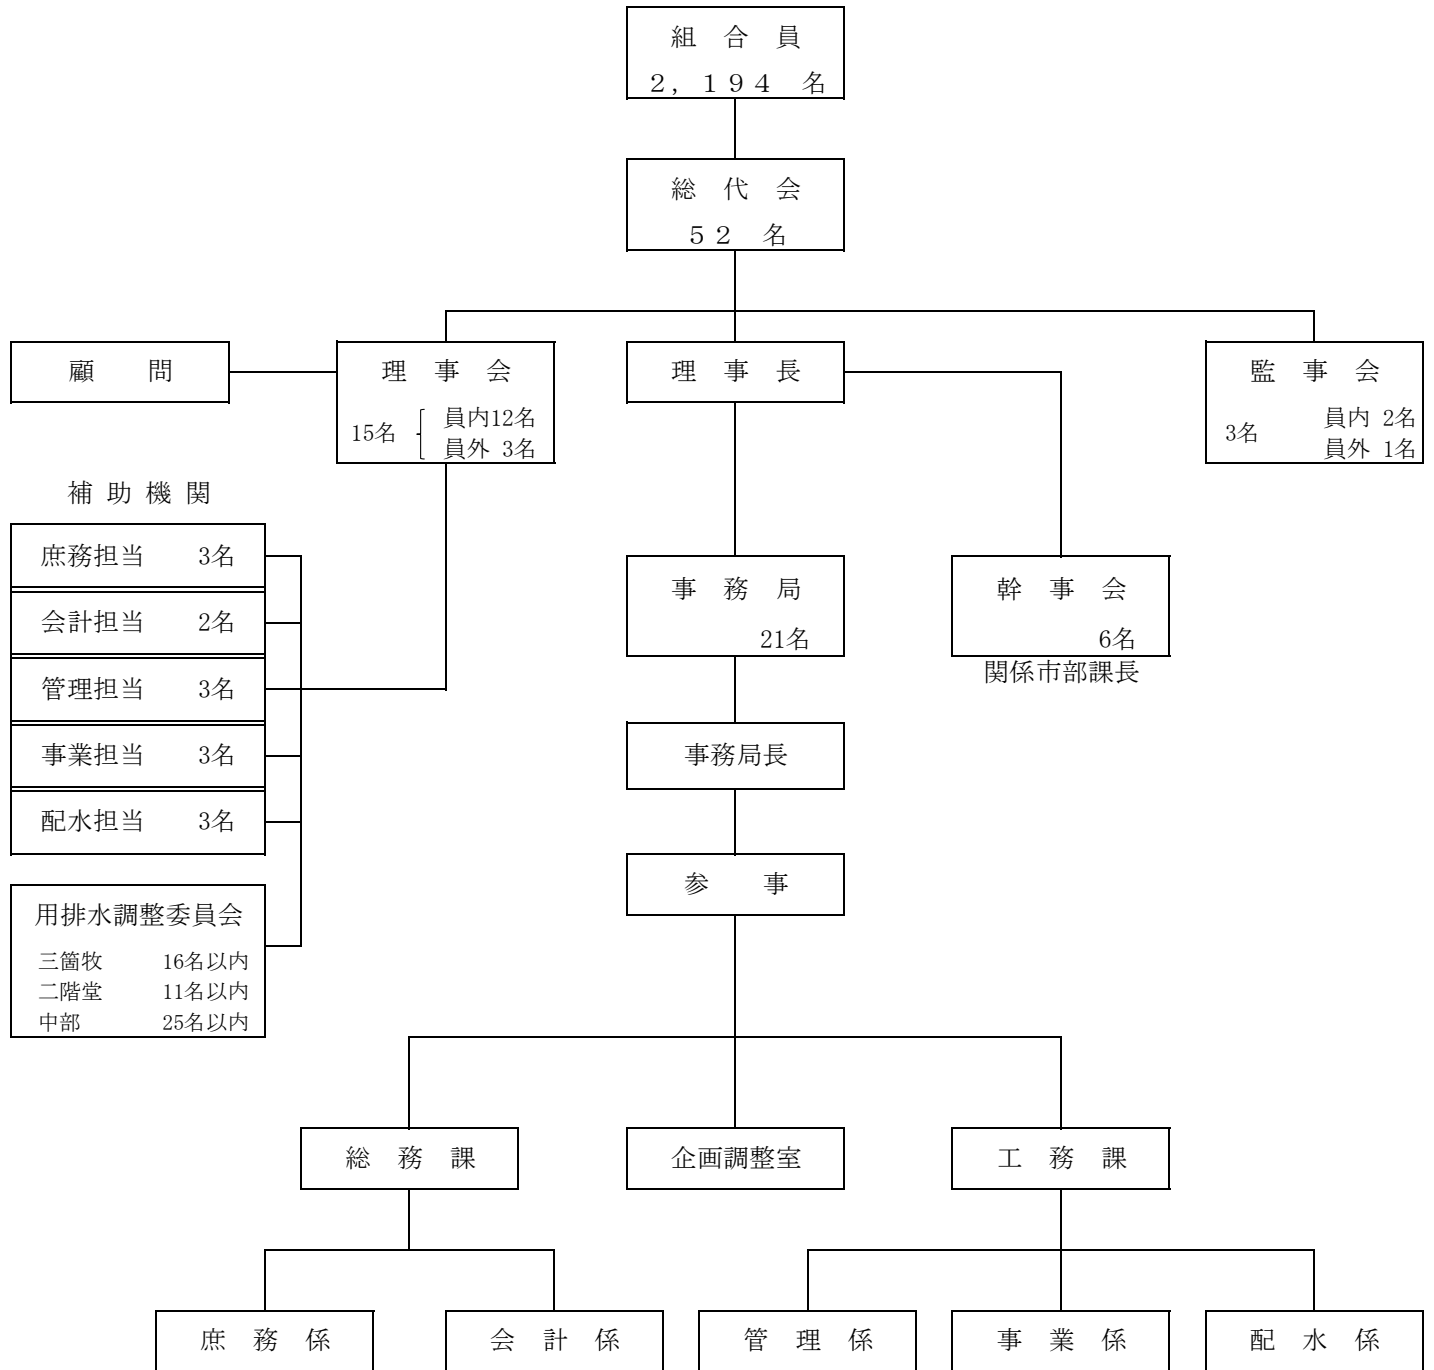 組　合　員
２，１９４　名
総　代　会
５２　名
顧　　問
理　事　会
15名
員内12名
員外 3名
理　事　長
監　事　会
3名
員内 2名
員外 1名
補 助 機 関
庶務担当　　3名
会計担当　　2名
管理担当　　3名
事業担当　　3名
配水担当　　3名
用排水調整委員会
三箇牧　　16名以内
二階堂　　11名以内
中部　　25名以内
事　務　局
21名
幹　事　会
6名
関係市部課長
事務局長
参　　事
総　務　課
企画調整室
工　務　課
庶　務　係
会　計　係
管　理　係
事　業　係
配　水　係